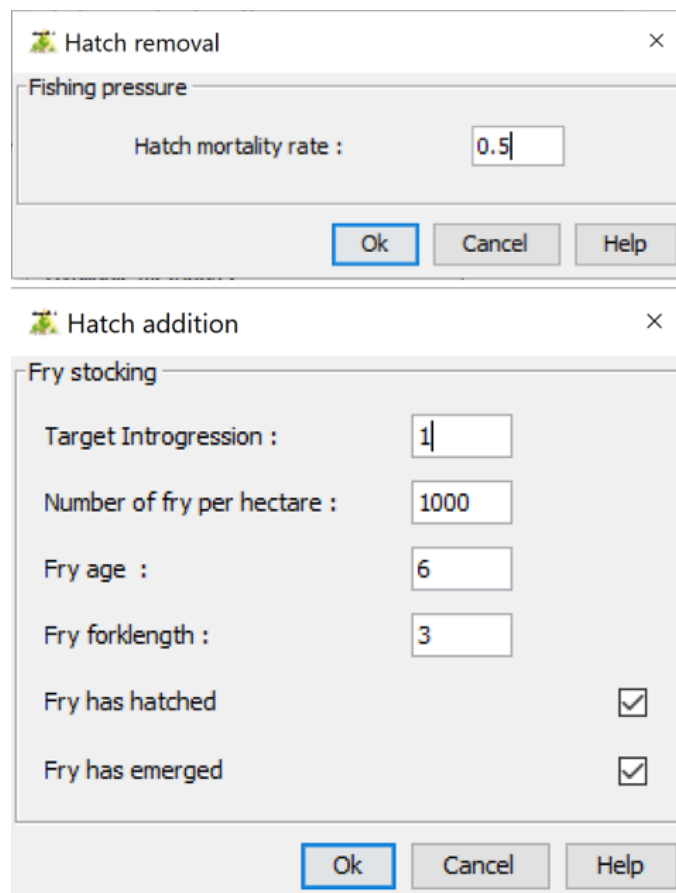 Hatch removal
Fishing pressure
Hatch mortality rate : 0.5
Ok Cancel Help
Hatch addition
Fry stocking
Target Introgression : 1
Number of fry per hectare : 1000
Fry age : 6
Fry forklength : 3
Fry has hatched
Fry has emerged
Ok Cancel Help